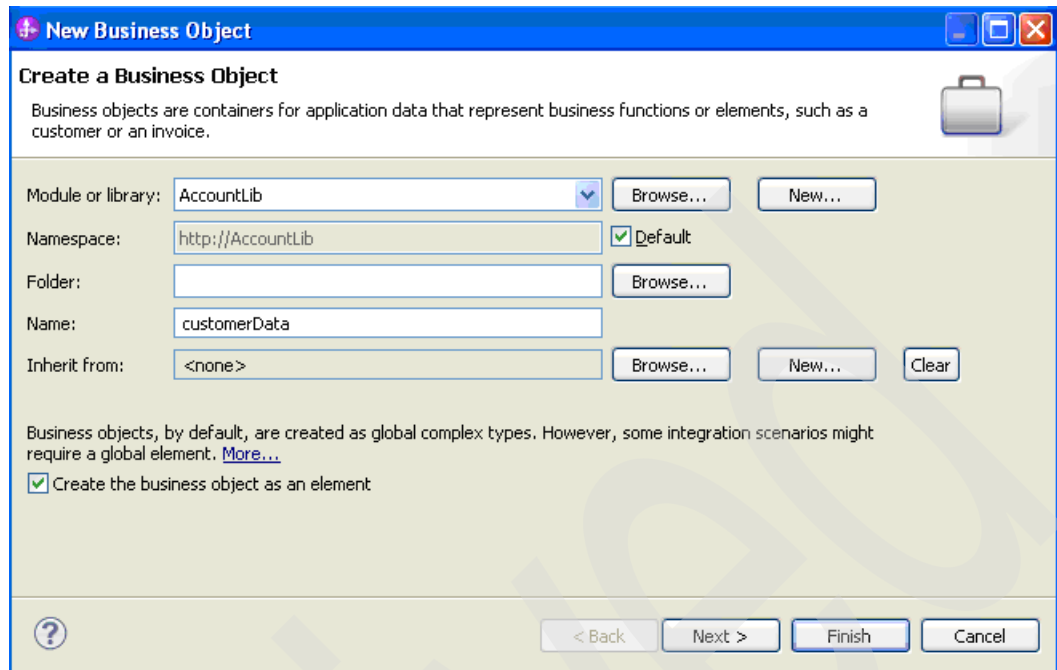 New Business Object
Create a Business Object
Business objects are containers for application data that represent business functions or elements, such as a
customer or an invoice.
Module or library: AccountLib Browse... New...
Namespace: http://AccountLib Default
Folder: Browse...
Name: customerData
Inherit from: <none> Browse... New... Clear
Business objects, by default, are created as global complex types. However, some integration scenarios might
require a global element. More...
Create the business object as an element
? < Back Next > Finish Cancel